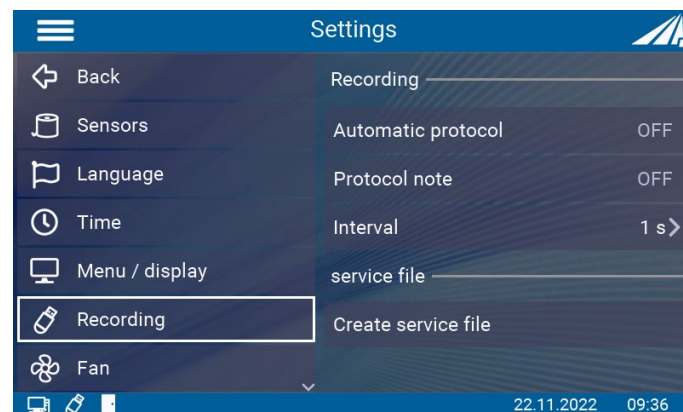 Settings
Back
Sensors
Language
Time
Menu / display
Recording
Fan
Recording
Automatic protocol OFF
Protocol note OFF
Interval 1 s
service file
Create service file
22.11.2022 09:36